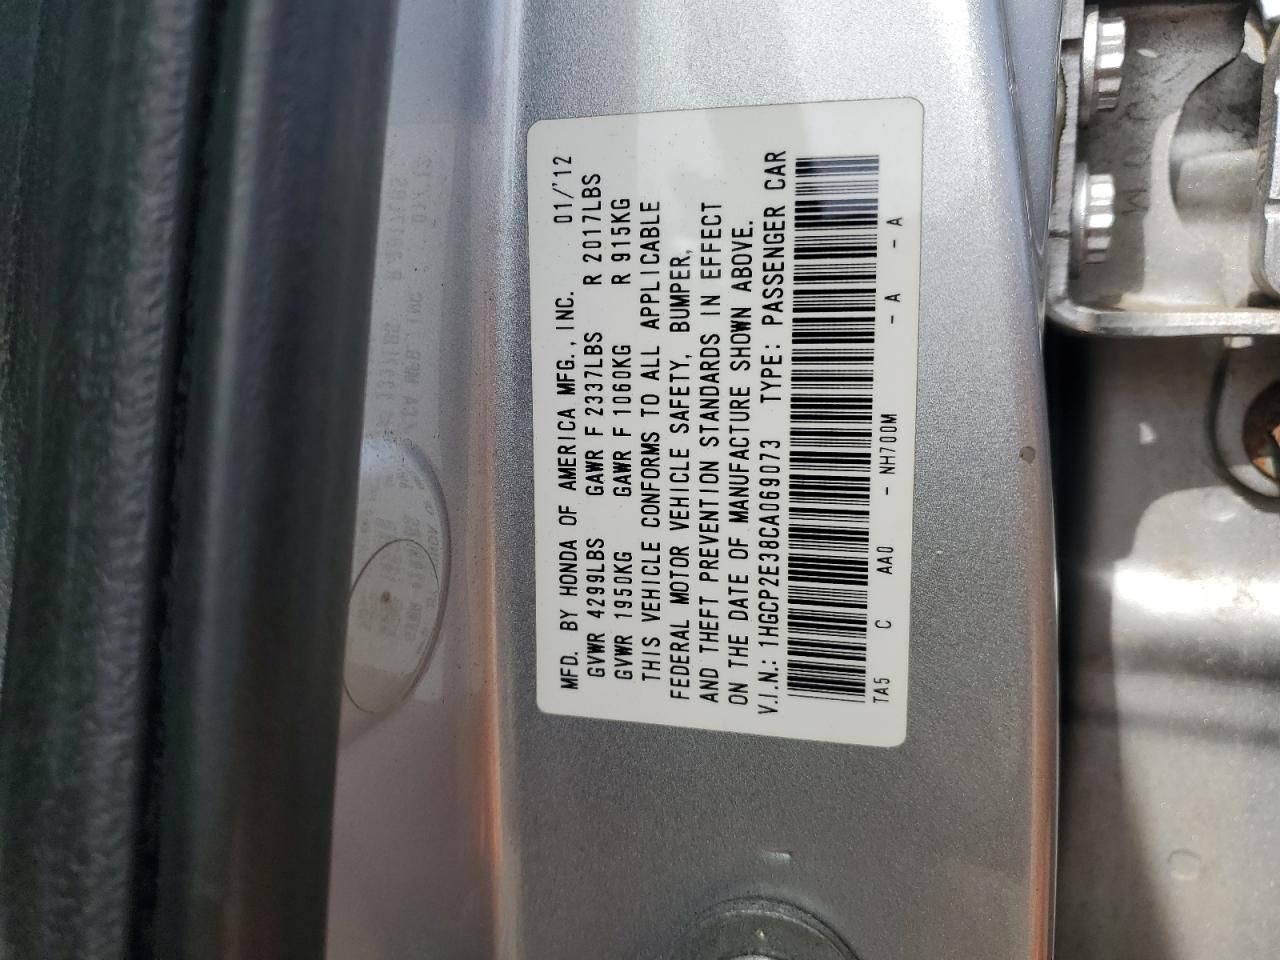 MFD. BY HONDA OF AMERICA MFG., INC. 01/'12
GVWR 4299LBS GAWR F 2337LBS R 2017LBS
GVWR 1950KG GAWR F 1060KG R 915KG
THIS VEHICLE CONFORMS TO ALL APPLICABLE
FEDERAL MOTOR VEHICLE SAFETY, BUMPER,
AND THEFT PREVENTION STANDARDS IN EFFECT
ON THE DATE OF MANUFACTURE SHOWN ABOVE.
V.I.N.: 1HGCP2E38CA069073 TYPE: PASSENGER CAR
TA5 C AA0 - NH700M - A - A